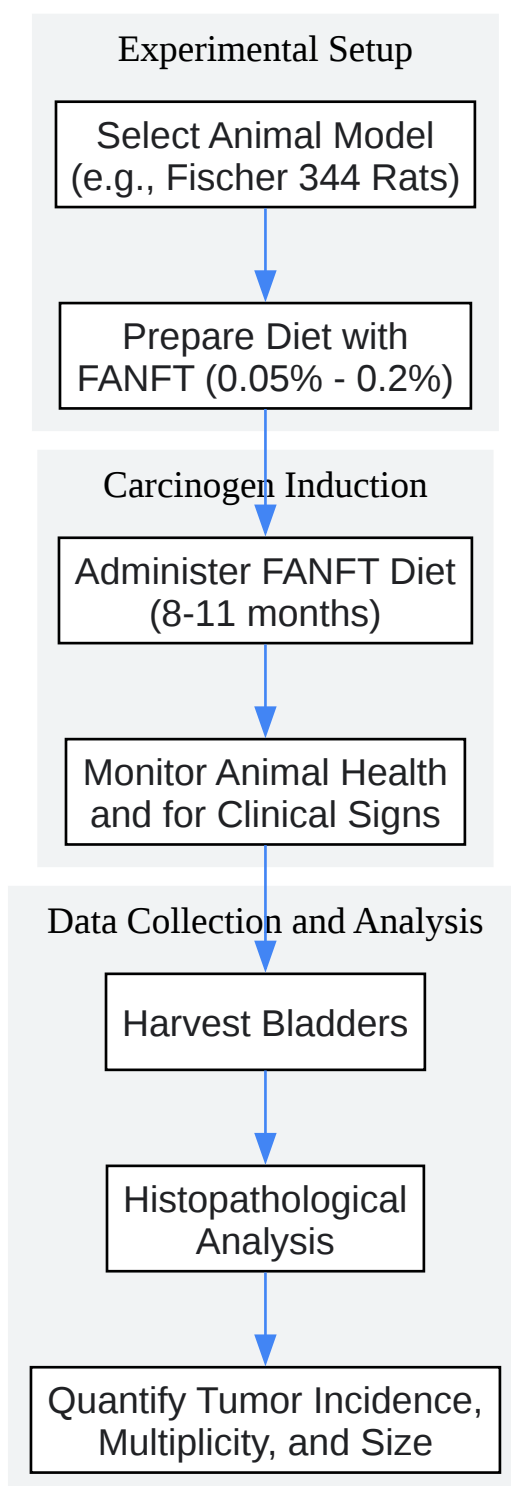 Experimental Setup
Select Animal Model
(e.g., Fischer 344 Rats)
Prepare Diet with
FANFT (0.05% - 0.2%)
Carcinogen Induction
Administer FANFT Diet
(8-11 months)
Monitor Animal Health
and for Clinical Signs
Data Collection and Analysis
Harvest Bladders
Histopathological
Analysis
Quantify Tumor Incidence,
Multiplicity, and Size